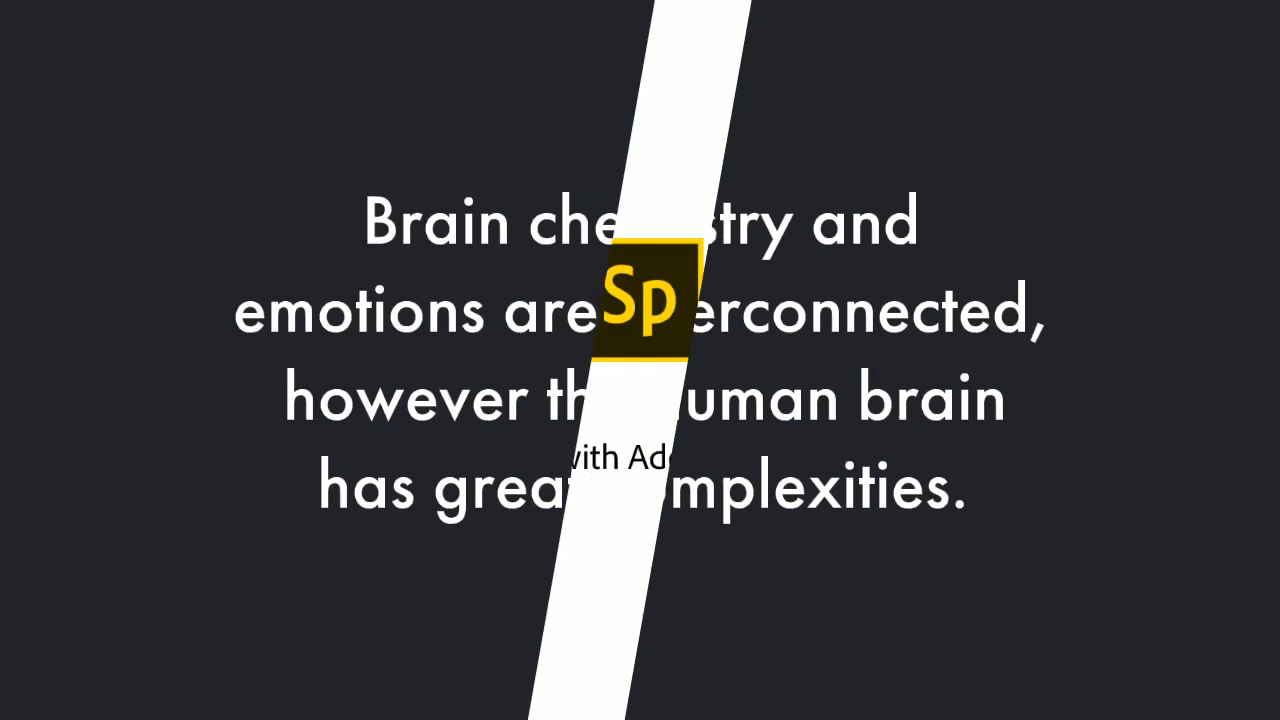 Brain che stry and
Sp
emotions are erconnected,
however th uman brain
with Ad
has grea mplexities.